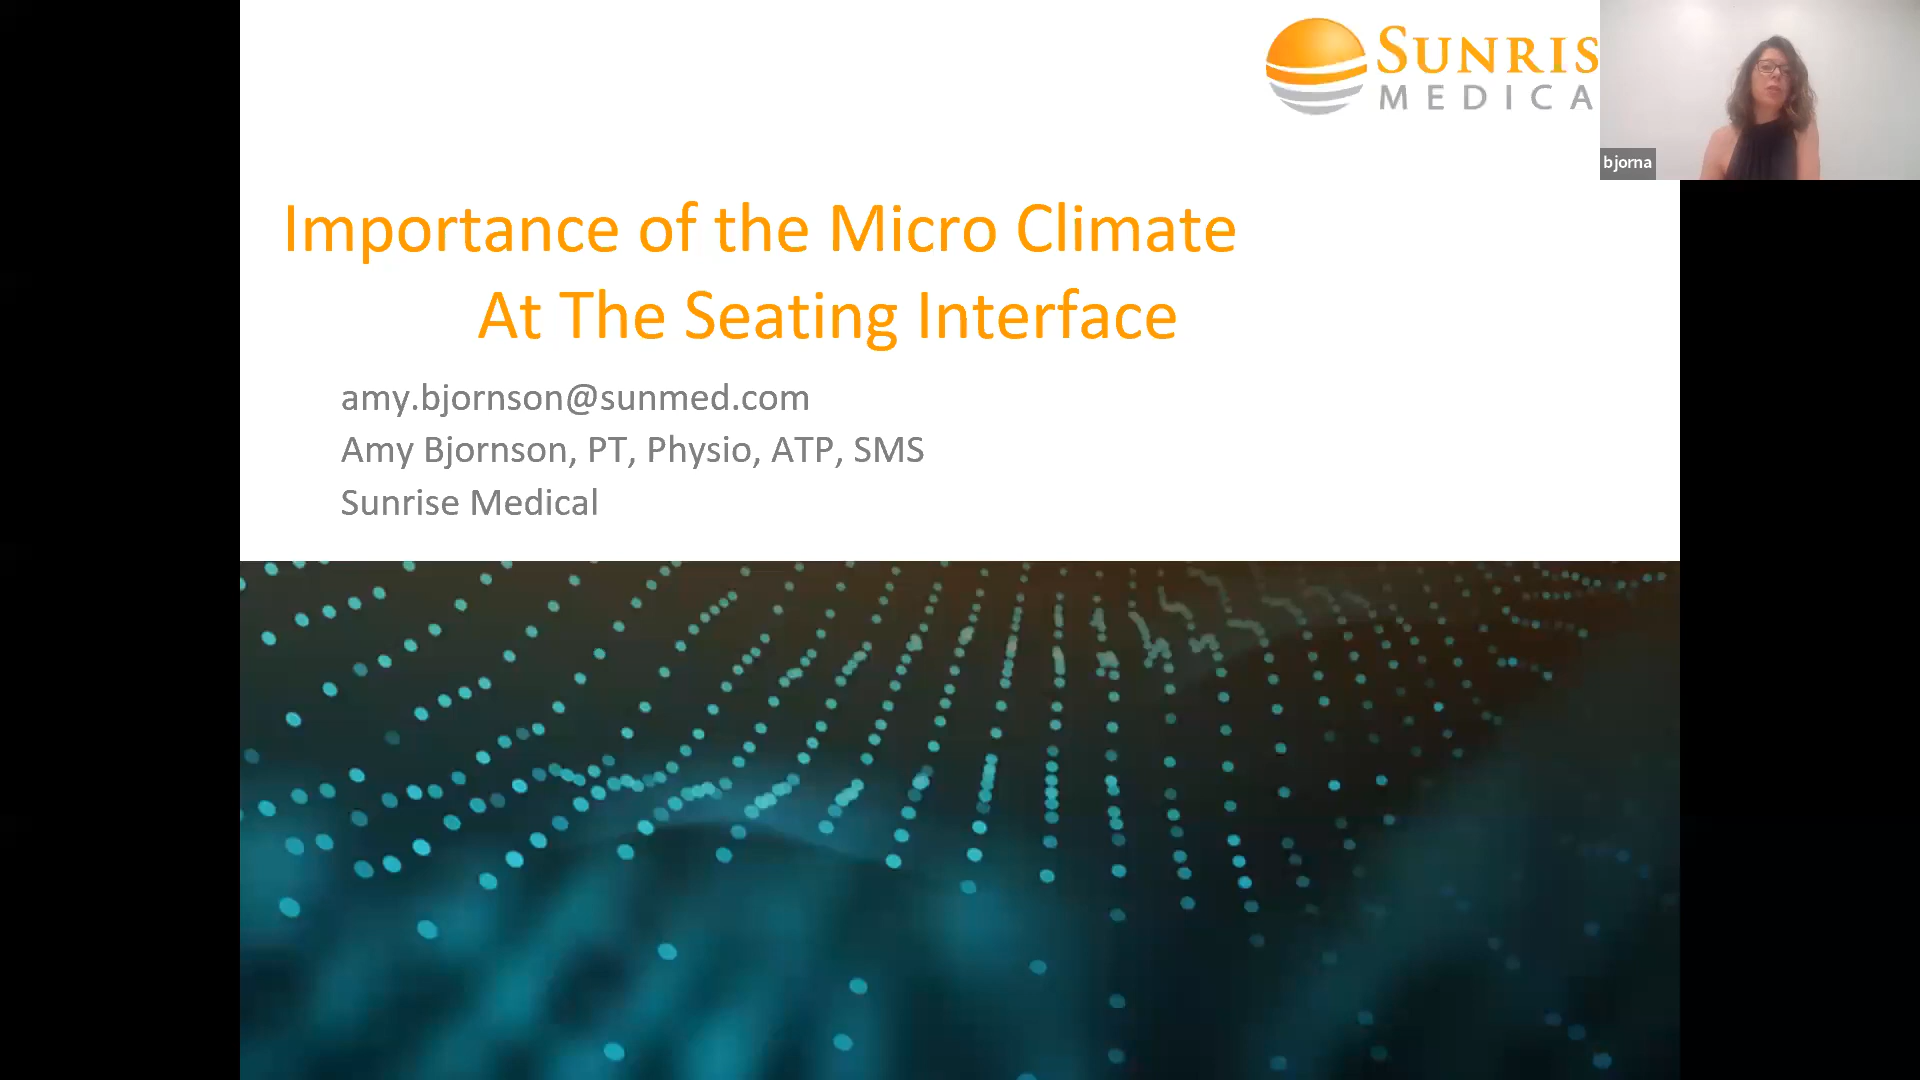 SUNRIS
MEDICA
bjorna
Importance of the Micro Climate
At The Seating Interface
amy.bjornson@sunmed.com
Amy Bjornson, PT, Physio, ATP, SMS
Sunrise Medical